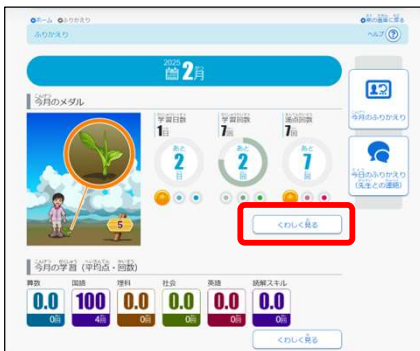 ホーム ふりかえり
前の画面に戻る
ふりかえり
ヘルプ ?
2025
2月
今月のメダル
学習日数 学習回数 満点回数
1日 7回 7回
あと あと あと
2 2 7
日 回 回
5
くわしく見る
今月のふりかえり
今日のふりかえり
(先生との連絡)
今月の学習 (平均点・回数)
算数 国語 理科 社会 英語 読解スキル
0.0 100 0.0 0.0 0.0 0.0
0回 4回 0回 0回 0回 0回
くわしく見る